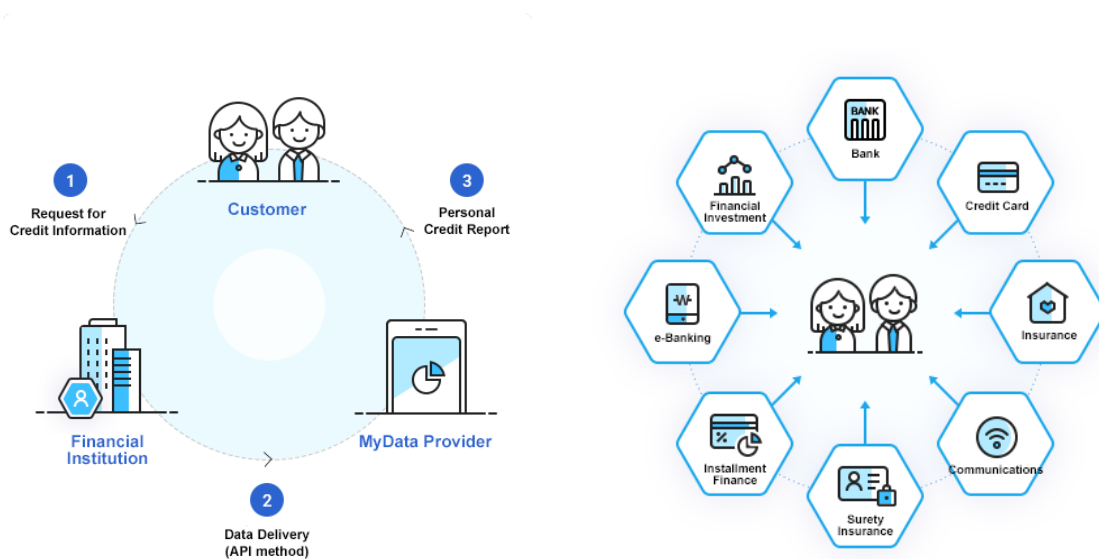 1
Request for
Credit Information
Customer
3
Personal
Credit Report
Financial
Institution
MyData Provider
2
Data Delivery
(API method)
BANK
Bank
Credit Card
Insurance
Communications
Surety
Insurance
%
Installment
Finance
W
e-Banking
Financial
Investment